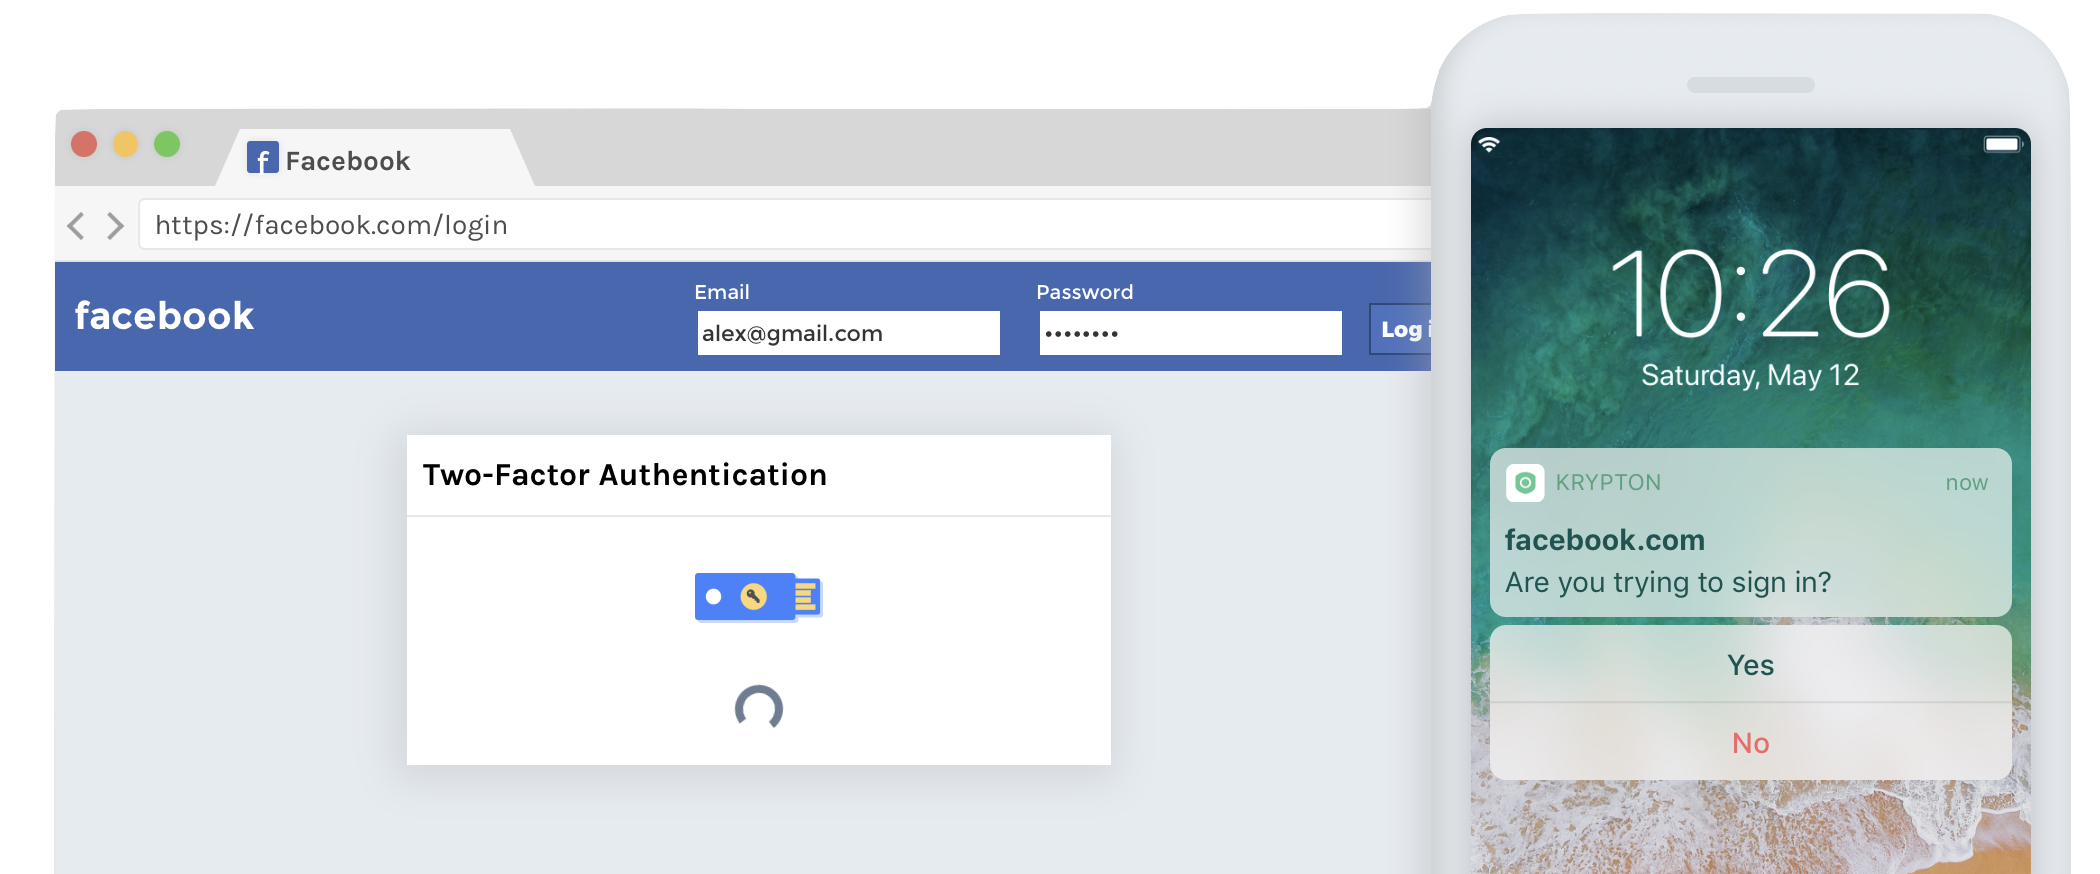 f Facebook
https://facebook.com/login
facebook
Email
alex@gmail.com
Password
••••••••
Log i
Two-Factor Authentication
10:26
Saturday, May 12
KRYPTON
now
facebook.com
Are you trying to sign in?
Yes
No